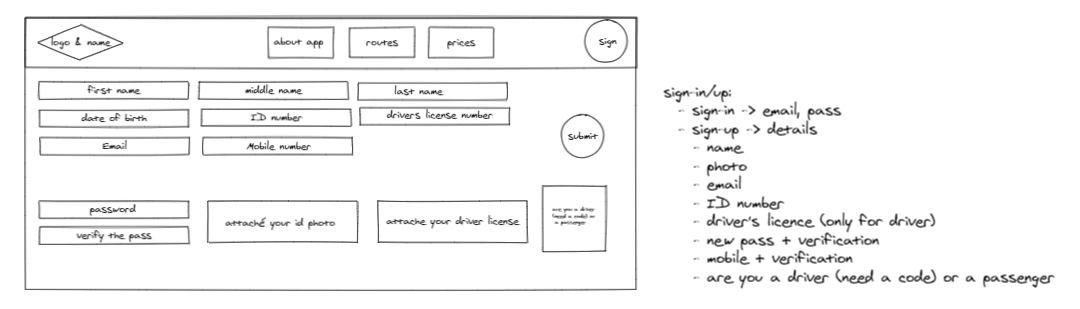 logo & name
about app
routes
prices
Sign
first name
middle name
last name
date of birth
ID number
drivers license number
Email
Mobile number
Submit
password
verify the pass
attaché your id photo
attache your driver license
are you a driver
(need a code) or
a passenger
sign-in/up:
- sign-in -> email, pass
- sign-up -> details
- name
- photo
- email
- ID number
- driver's licence (only for driver)
- new pass + verification
- mobile + verification
- are you a driver (need a code) or a passenger